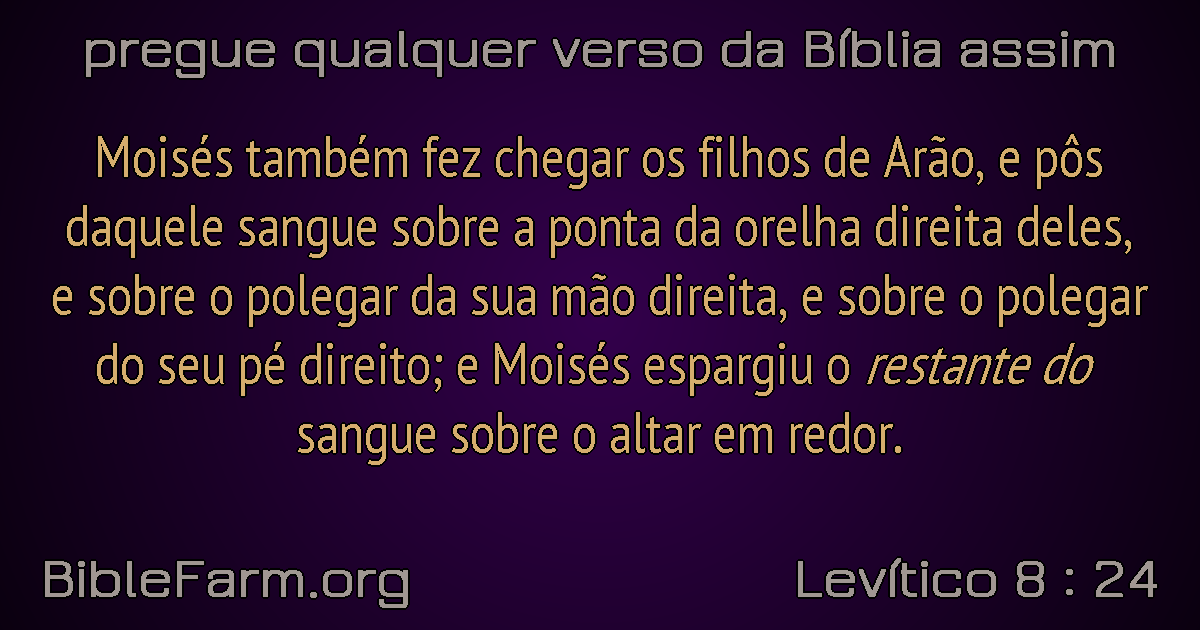 pregue qualquer verso da Bíblia assim
Moisés também fez chegar os filhos de Arão, e pôs
daquele sangue sobre a ponta da orelha direita deles,
e sobre o polegar da sua mão direita, e sobre o polegar
do seu pé direito; e Moisés espargiu o restante do
sangue sobre o altar em redor.
BibleFarm.org
Levítico 8 : 24